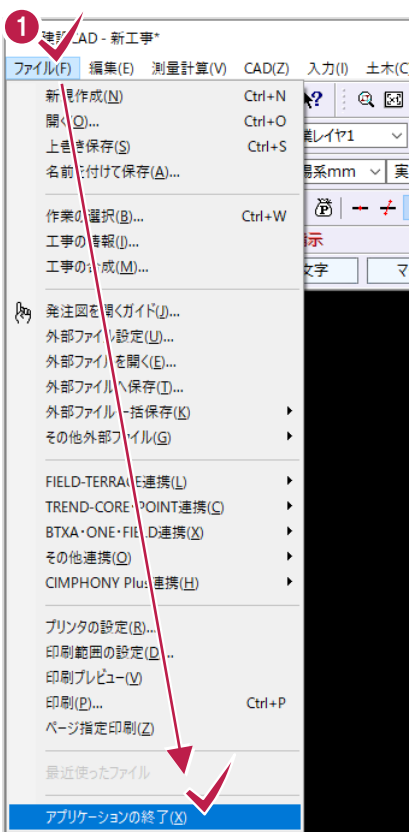 1
建設CAD - 新工事*
ファイル(F) 編集(E) 測量計算(V) CAD(Z) 入力(I) 土木(C
新規作成(N) Ctrl+N
開く(O)... Ctrl+O
上書き保存(S) Ctrl+S
名前を付けて保存(A)...
作業の選択(B)... Ctrl+W
工事の情報(I)...
工事の合成(M)...
発注図を開くガイド(J)...
外部ファイル設定(U)...
外部ファイルを開く(E)...
外部ファイルへ保存(T)...
外部ファイル一括保存(K)
その他外部ファイル(G)
FIELD-TERRACE連携(L)
TREND-CORE・POINT連携(C)
BTXA・ONE・FIELD連携(X)
その他連携(O)
CIMPHONY Plus連携(H)
プリンタの設定(R)...
印刷範囲の設定(D)...
印刷プレビュー(V)
印刷(P)... Ctrl+P
ページ指定印刷(Z)
最近使ったファイル
アプリケーションの終了(X)
業レイヤ1
場系mm 実
示
文字 マ